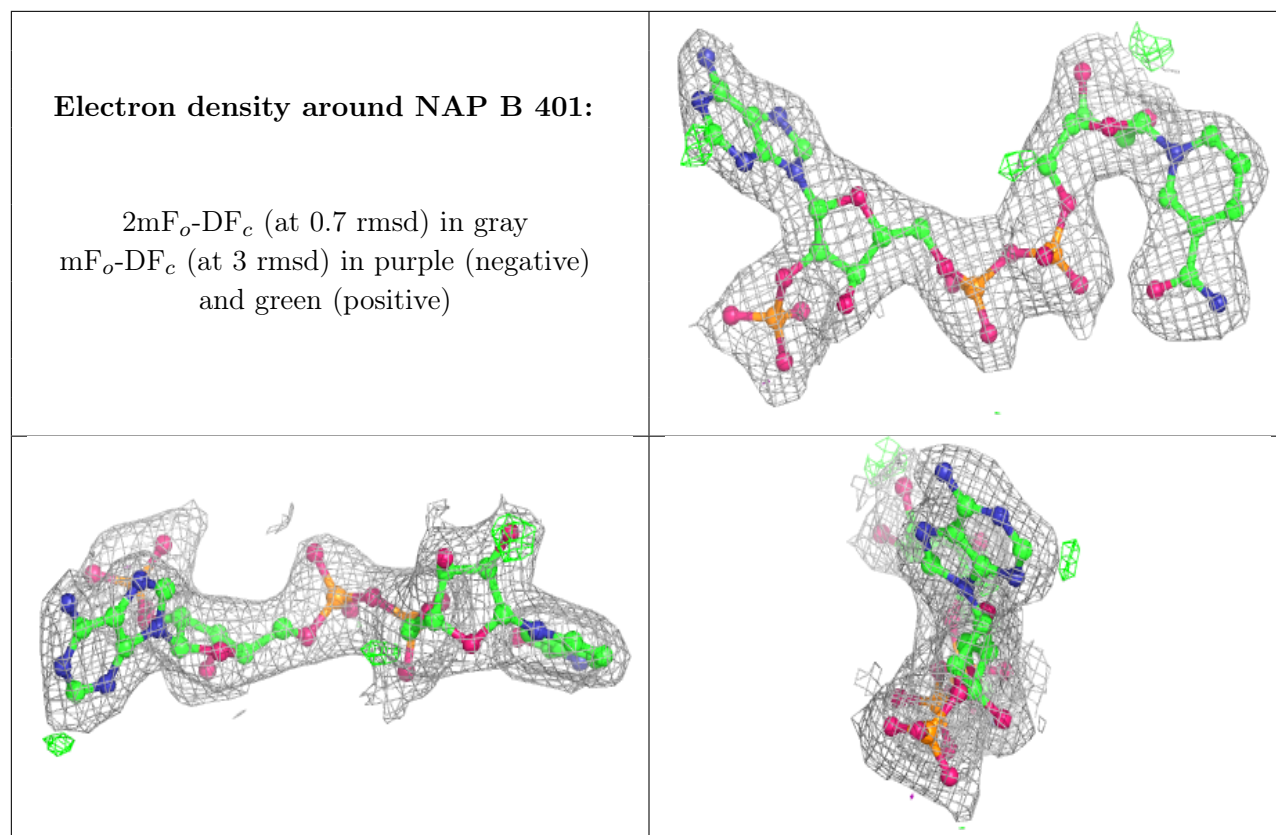 Electron density around NAP B 401:
2mFo-DFc (at 0.7 rmsd) in gray
mFo-DFc (at 3 rmsd) in purple (negative)
and green (positive)